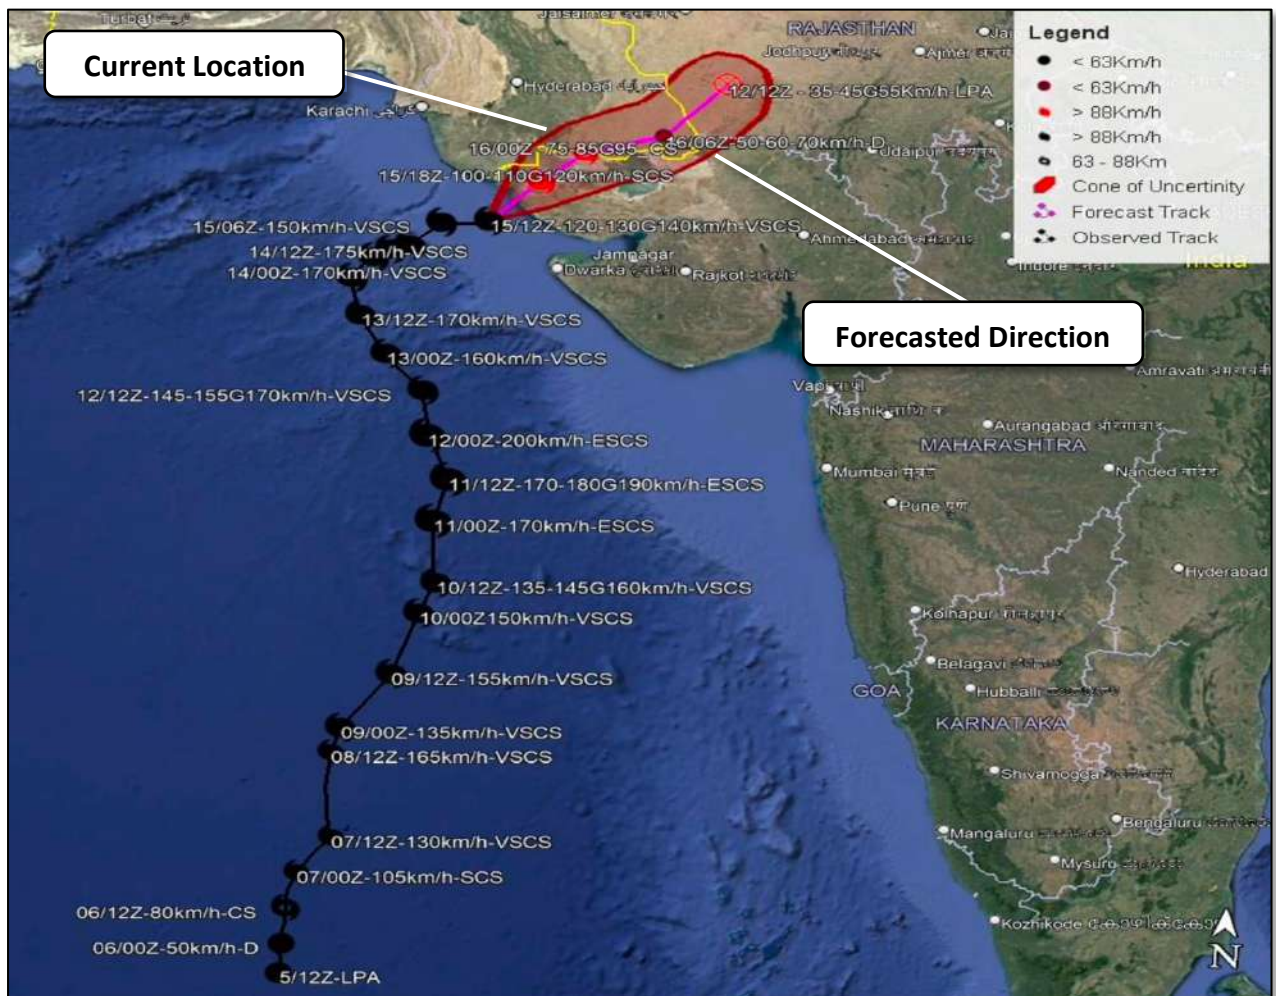 Turbat تربت
Jaisalmer
RAJASTHAN
Jodhpur
Ajmer
Current Location
Hyderabad
Karachi کراچی
12/12Z - 35-45G55Km/h-LPA
16/06Z-50-60-70km/h-D
16/00Z -75-85G95 -CS
Udaipur
15/18Z-100-110G120km/h-SCS
15/06Z-150km/h-VSCS
15/12Z-120-130G140km/h-VSCS
Ahmedabad
14/12Z-175km/h-VSCS
14/00Z-170km/h-VSCS
Jamnagar
Dwarka
Rajkot
Indore
India
Legend
< 63Km/h
< 63Km/h
> 88Km/h
> 88Km/h
63 - 88Km
Cone of Uncertinity
Forecast Track
Observed Track
13/12Z-170km/h-VSCS
Forecasted Direction
13/00Z-160km/h-VSCS
12/12Z-145-155G170km/h-VSCS
Vapi
Amravati
Nashik
Aurangabad
12/00Z-200km/h-ESCS
MAHARASHTRA
Mumbai मुंबई
Nanded नांदेड
11/12Z-170-180G190km/h-ESCS
Pune पुणे
11/00Z-170km/h-ESCS
Hyderabad
10/12Z-135-145G160km/h-VSCS
10/00Z150km/h-VSCS
Kolhapur
09/12Z-155km/h-VSCS
Belagavi
GOA
Hubballi
09/00Z-135km/h-VSCS
KARNATAKA
08/12Z-165km/h-VSCS
Shivamogga
07/12Z-130km/h-VSCS
Mangaluru
Bengaluru
Mysuru
07/00Z-105km/h-SCS
06/12Z-80km/h-CS
Kozhikode
06/00Z-50km/h-D
5/12Z-LPA
N